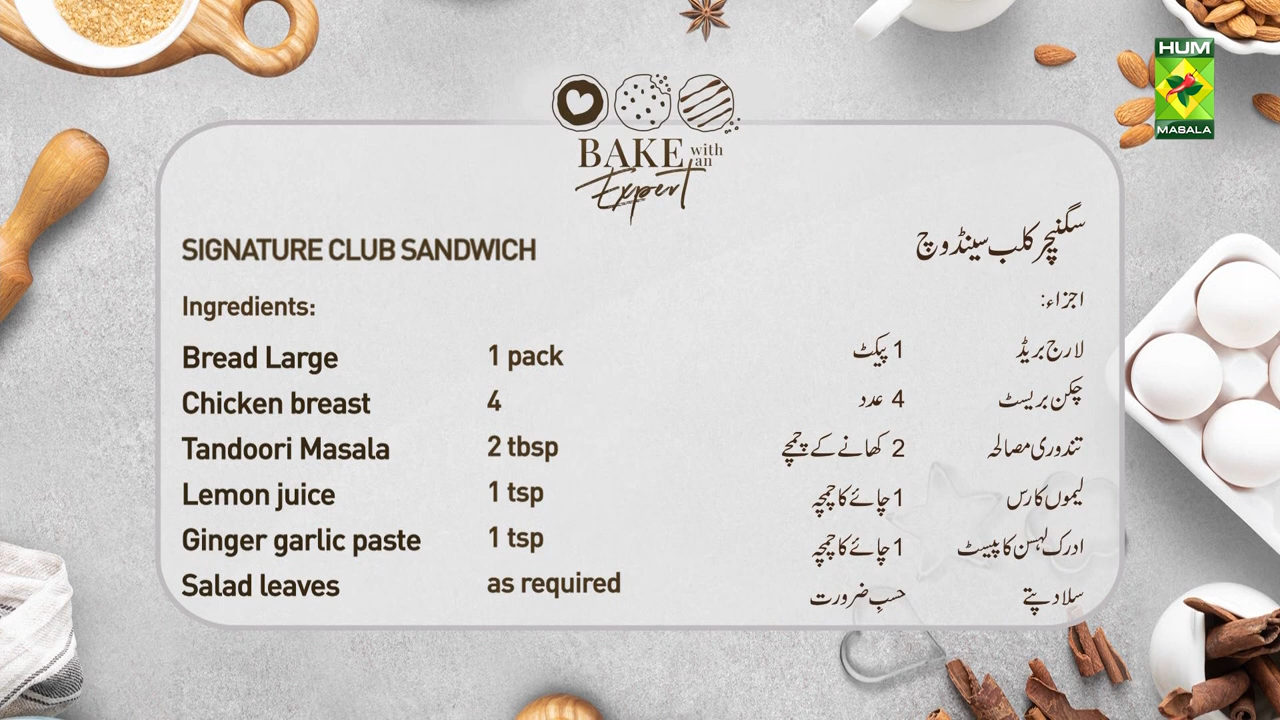 HUM
MASALA
BAKE with an
Expert
SIGNATURE CLUB SANDWICH سگنیچر کلب سینڈوچ
Ingredients: اجزاء:
Bread Large 1 pack لارج بریڈ 1 پیکٹ
Chicken breast 4 چکن بریسٹ 4 عدد
Tandoori Masala 2 tbsp تندوری مصالحہ 2 کھانے کے چمچے
Lemon juice 1 tsp لیموں کا رس 1 چائے کا چمچہ
Ginger garlic paste 1 tsp ادرک لہسن کا پیسٹ 1 چائے کا چمچہ
Salad leaves as required سلاد پتے حسبِ ضرورت